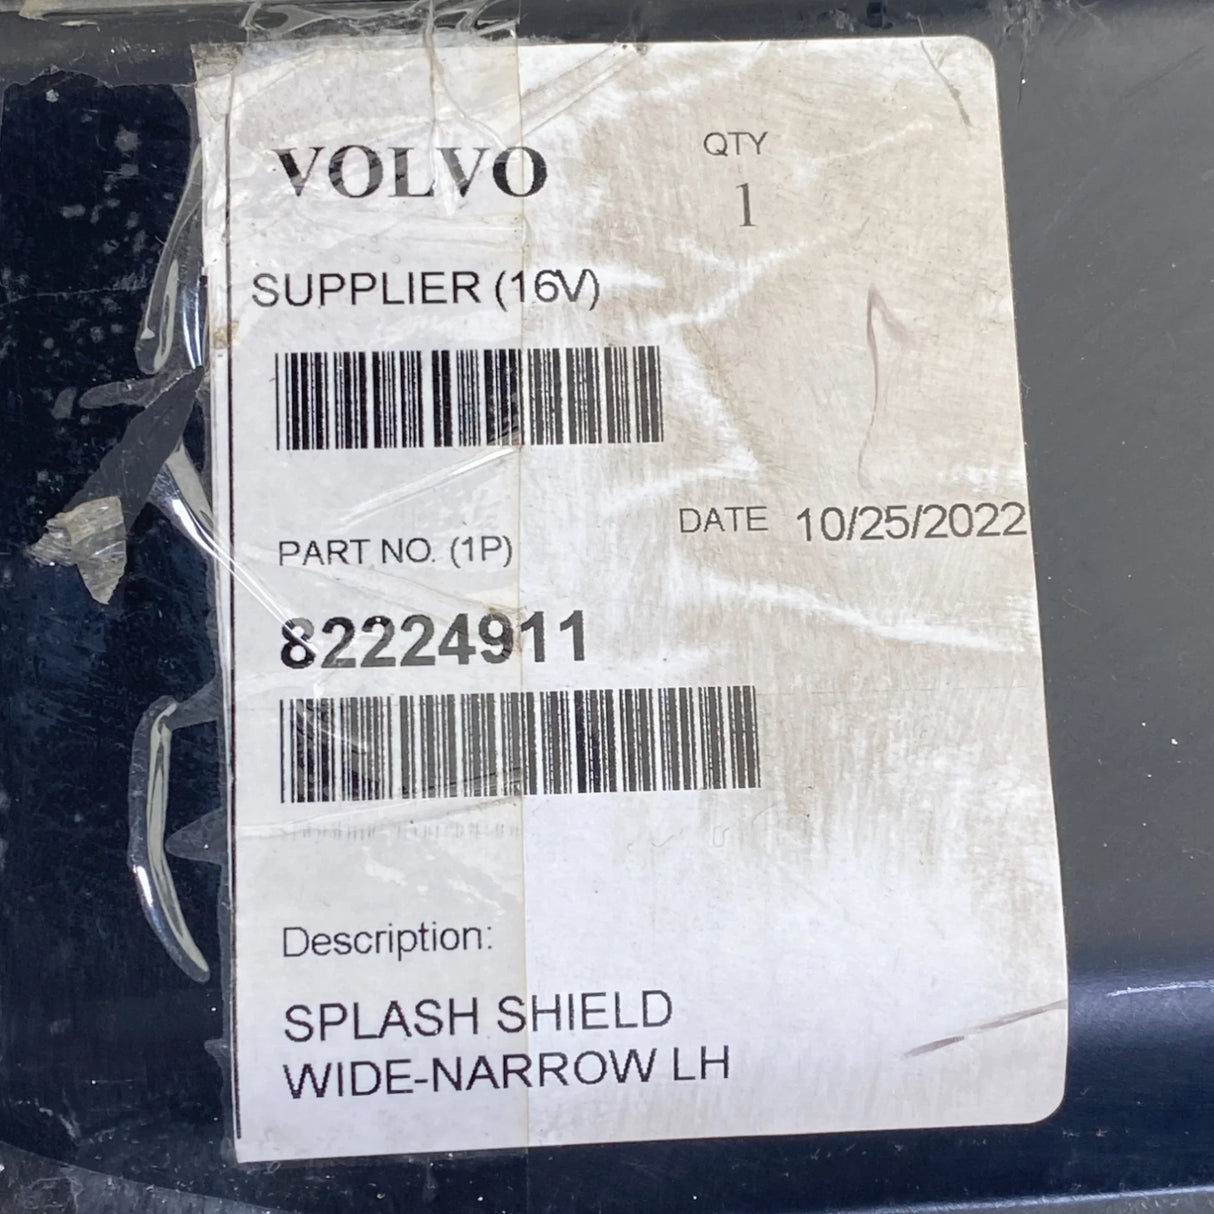 VOLVO
QTY
1
SUPPLIER (16V)
DATE 10/25/2022
PART NO. (1P)
82224911
Description:
SPLASH SHIELD
WIDE-NARROW LH